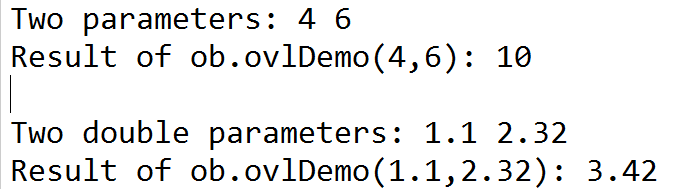 Two parameters: 4 6
Result of ob.ovlDemo(4,6): 10
Two double parameters: 1.1 2.32
Result of ob.ovlDemo(1.1,2.32): 3.42